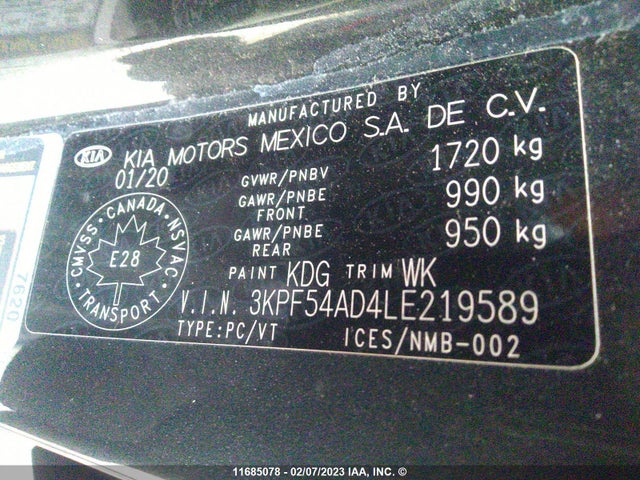 MANUFACTURED BY
KIA KIA MOTORS MEXICO S.A. DE C.V.
01/20 GVWR/PNBV 1720 kg
GAWR/PNBE FRONT 990 kg
GAWR/PNBE REAR 950 kg
CMVSS • CANADA • NSVAC • TRANSPORT •
E28
PAINT KDG TRIM WK
V.I.N. 3KPF54AD4LE219589
TYPE:PC/VT ICES/NMB-002
7620
11685078 - 02/07/2023 IAA, INC. ©